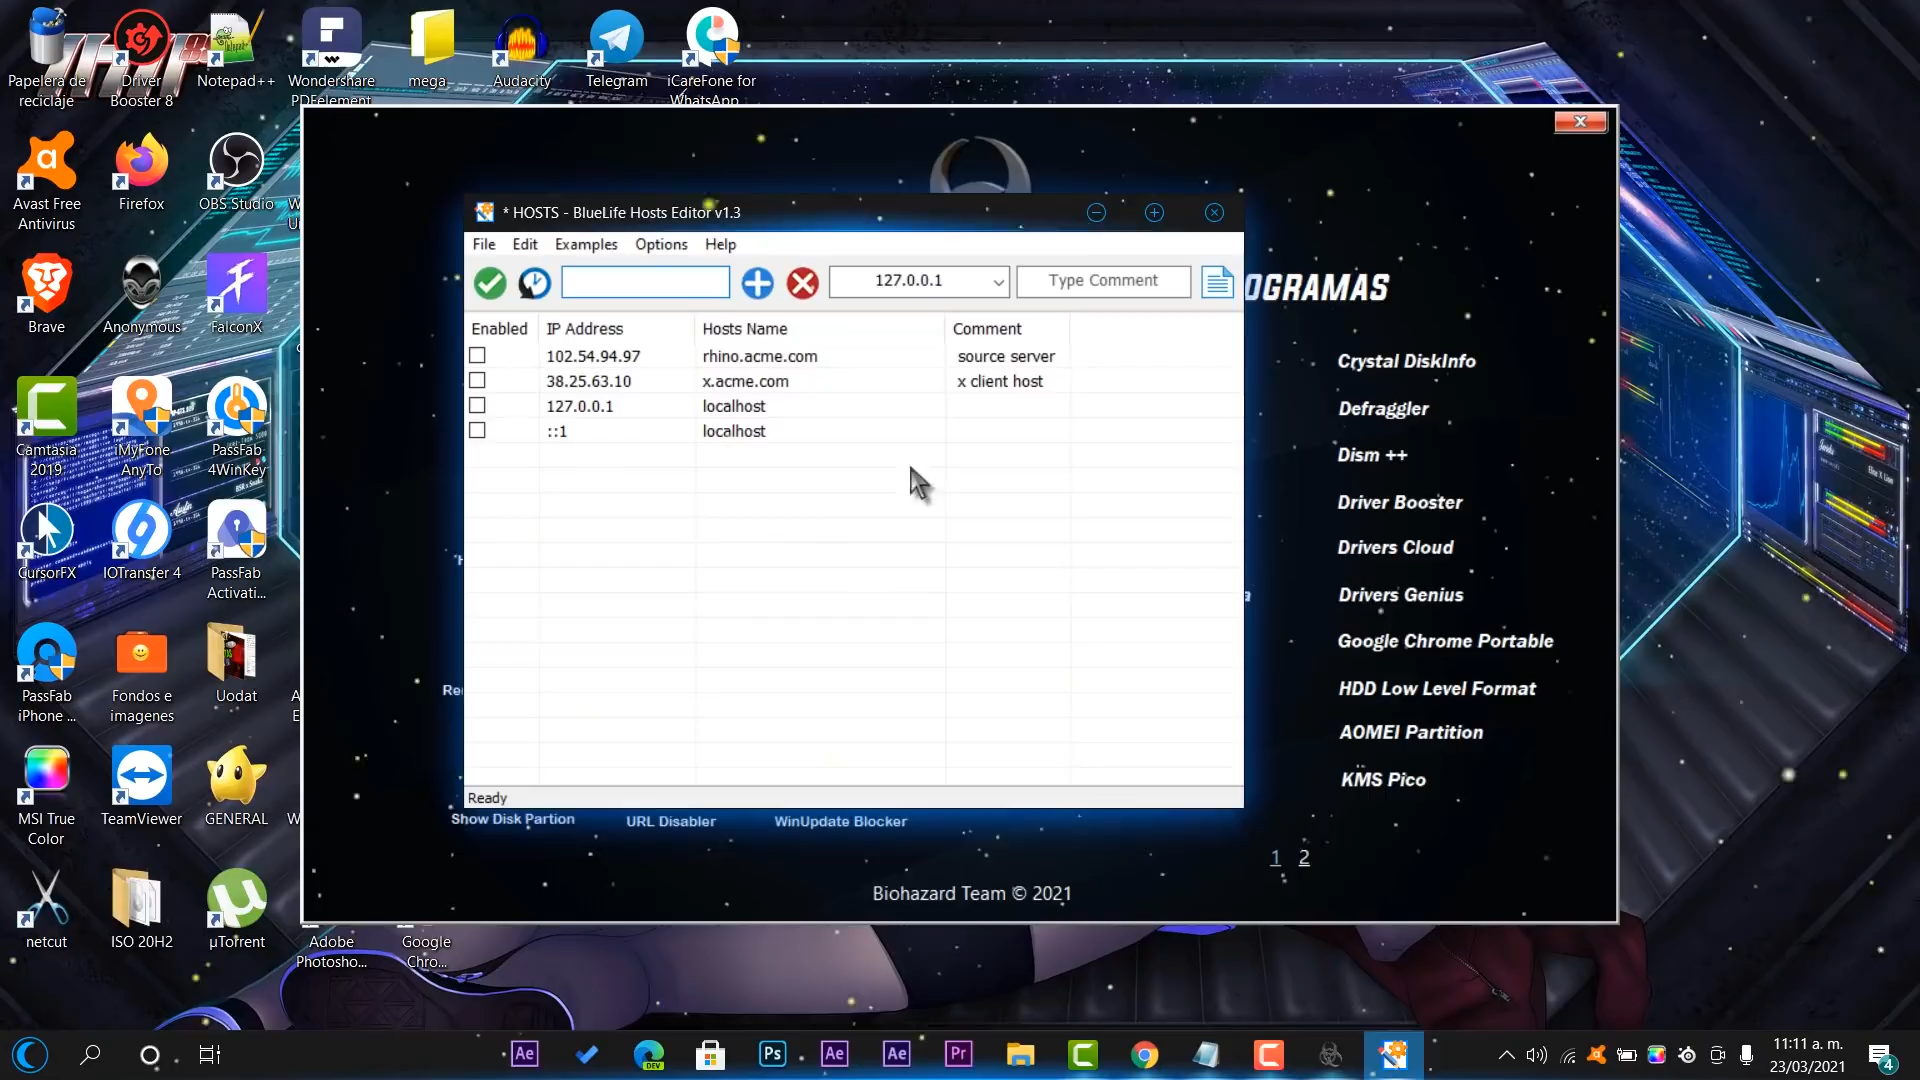 Papelera de
reciclaje
Driver
Booster 8
Notepad++
Wondershare
PDFelement
mega
Audacity
Telegram
iCareFone for
WhatsApp
Avast Free
Antivirus
Firefox
OBS Studio
Brave
Anonymous
FalconX
Camtasia
2019
iMyFone
AnyTo
PassFab
4WinKey
CursorFX
IOTransfer 4
PassFab
Activati...
PassFab
iPhone ...
Fondos e
imagenes
Uodat
MSI True
Color
TeamViewer
GENERAL
netcut
ISO 20H2
µTorrent
Adobe
Photosho...
Google
Chro...
* HOSTS - BlueLife Hosts Editor v1.3
File Edit Examples Options Help
127.0.0.1
Type Comment
Enabled IP Address Hosts Name Comment
102.54.94.97 rhino.acme.com source server
38.25.63.10 x.acme.com x client host
127.0.0.1 localhost
::1 localhost
Ready
Show Disk Partion URL Disabler WinUpdate Blocker
OGRAMAS
Crystal DiskInfo
Defraggler
Dism ++
Driver Booster
Drivers Cloud
Drivers Genius
Google Chrome Portable
HDD Low Level Format
AOMEI Partition
KMS Pico
1 2
Biohazard Team © 2021
Ae
DEV
Ps
Ae
Ae
Pr
11:11 a. m.
23/03/2021
4